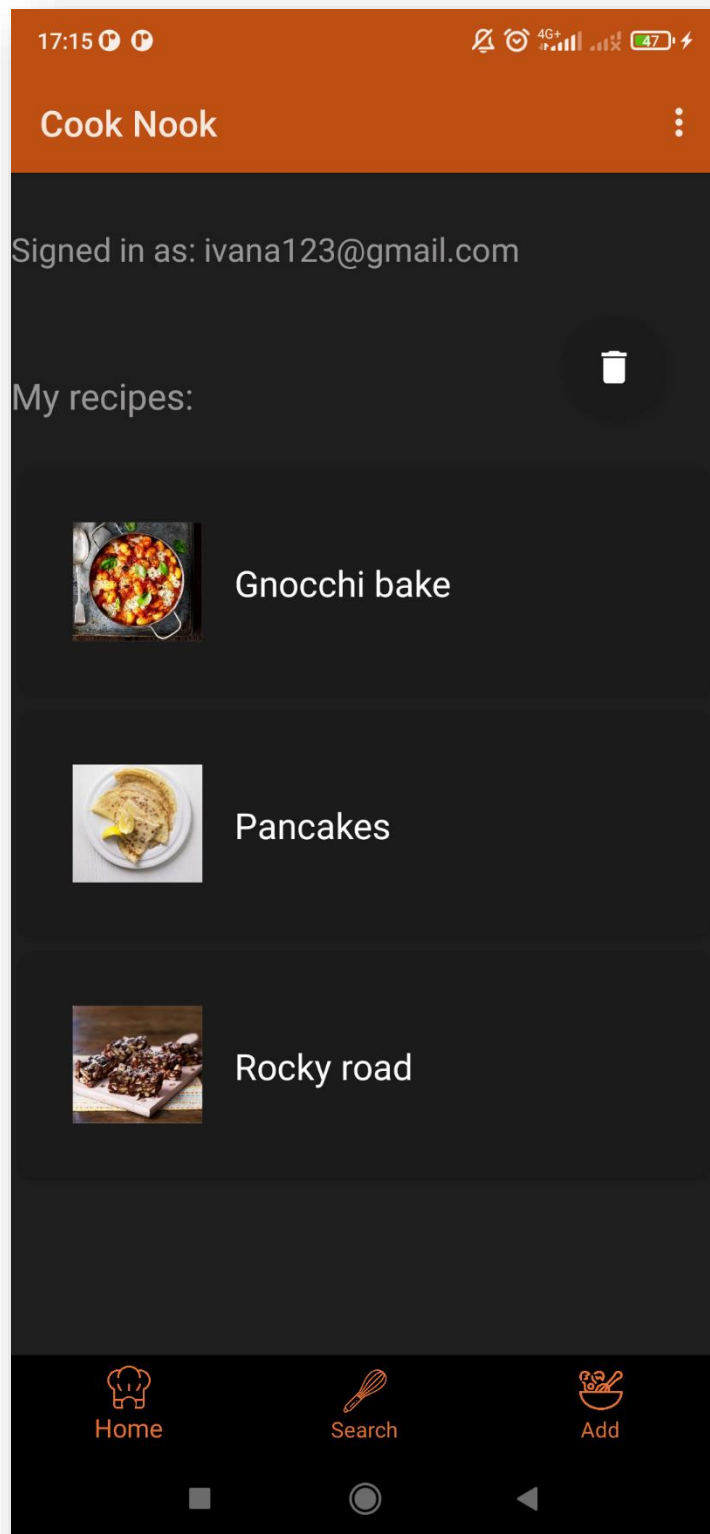 17:15 4G+ 47
Cook Nook
Signed in as: ivana123@gmail.com
My recipes:
Gnocchi bake
Pancakes
Rocky road
Home Search Add